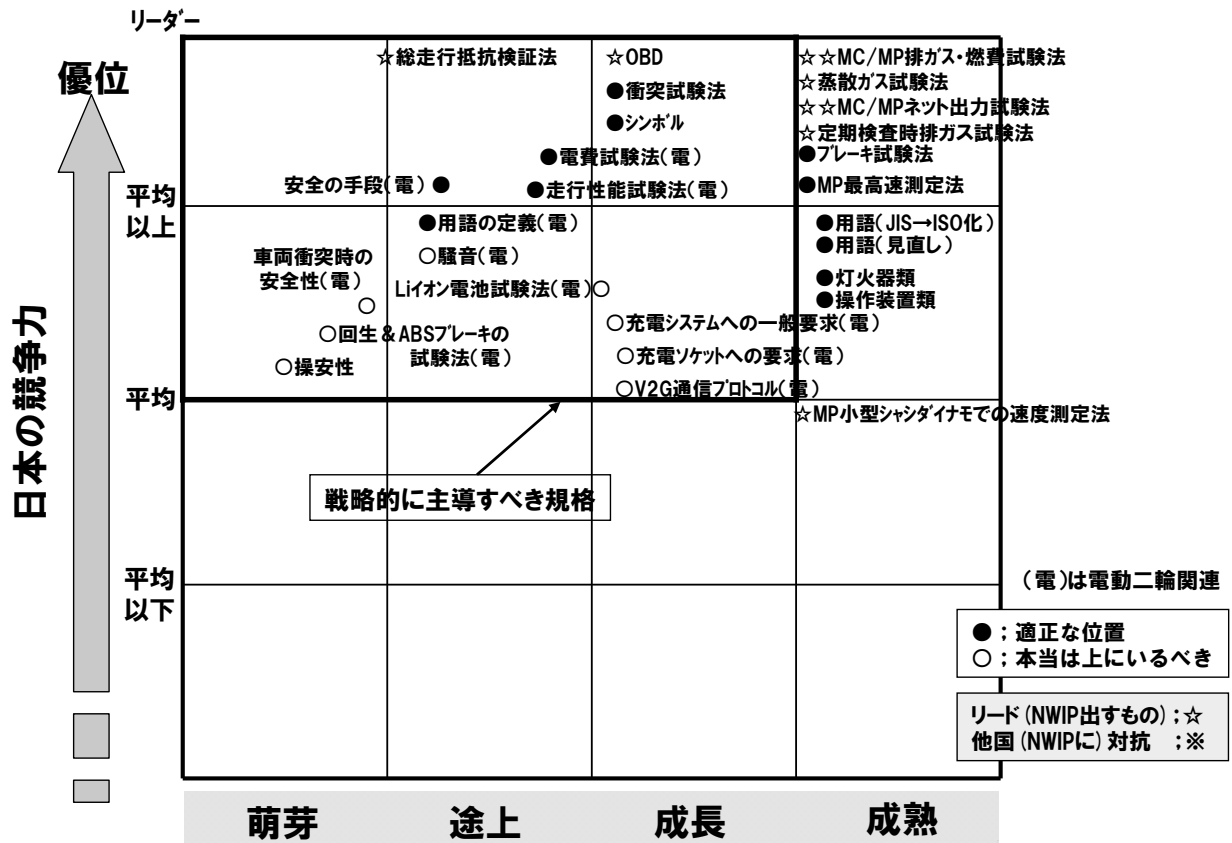 リーダー
優位
☆総走行抵抗検証法
☆OBD
☆☆MC/MP排ガス・燃費試験法
☆蒸散ガス試験法
●衝突試験法
☆☆MC/MPネット出力試験法
●シンボル
☆定期検査時排ガス試験法
●電費試験法(電)
●ブレーキ試験法
安全の手段(電)●
●走行性能試験法(電)
●MP最高速測定法
平均
以上
●用語の定義(電)
●用語(JIS→ISO化)
●用語(見直し)
車両衝突時の
安全性(電)
○
○騒音(電)
●灯火器類
Liイオン電池試験法(電)○
●操作装置類
○回生&ABSブレーキの
試験法(電)
○充電システムへの一般要求(電)
○操安性
○充電ソケットへの要求(電)
○V2G通信プロトコル(電)
平均
☆MP小型シャシダイナモでの速度測定法
日本の競争力
戦略的に主導すべき規格
平均
以下
(電)は電動二輪関連
●;適正な位置
○;本当は上にいるべき
リード(NWIP出すもの);☆
他国(NWIPに)対抗 ;※
萌芽
途上
成長
成熟